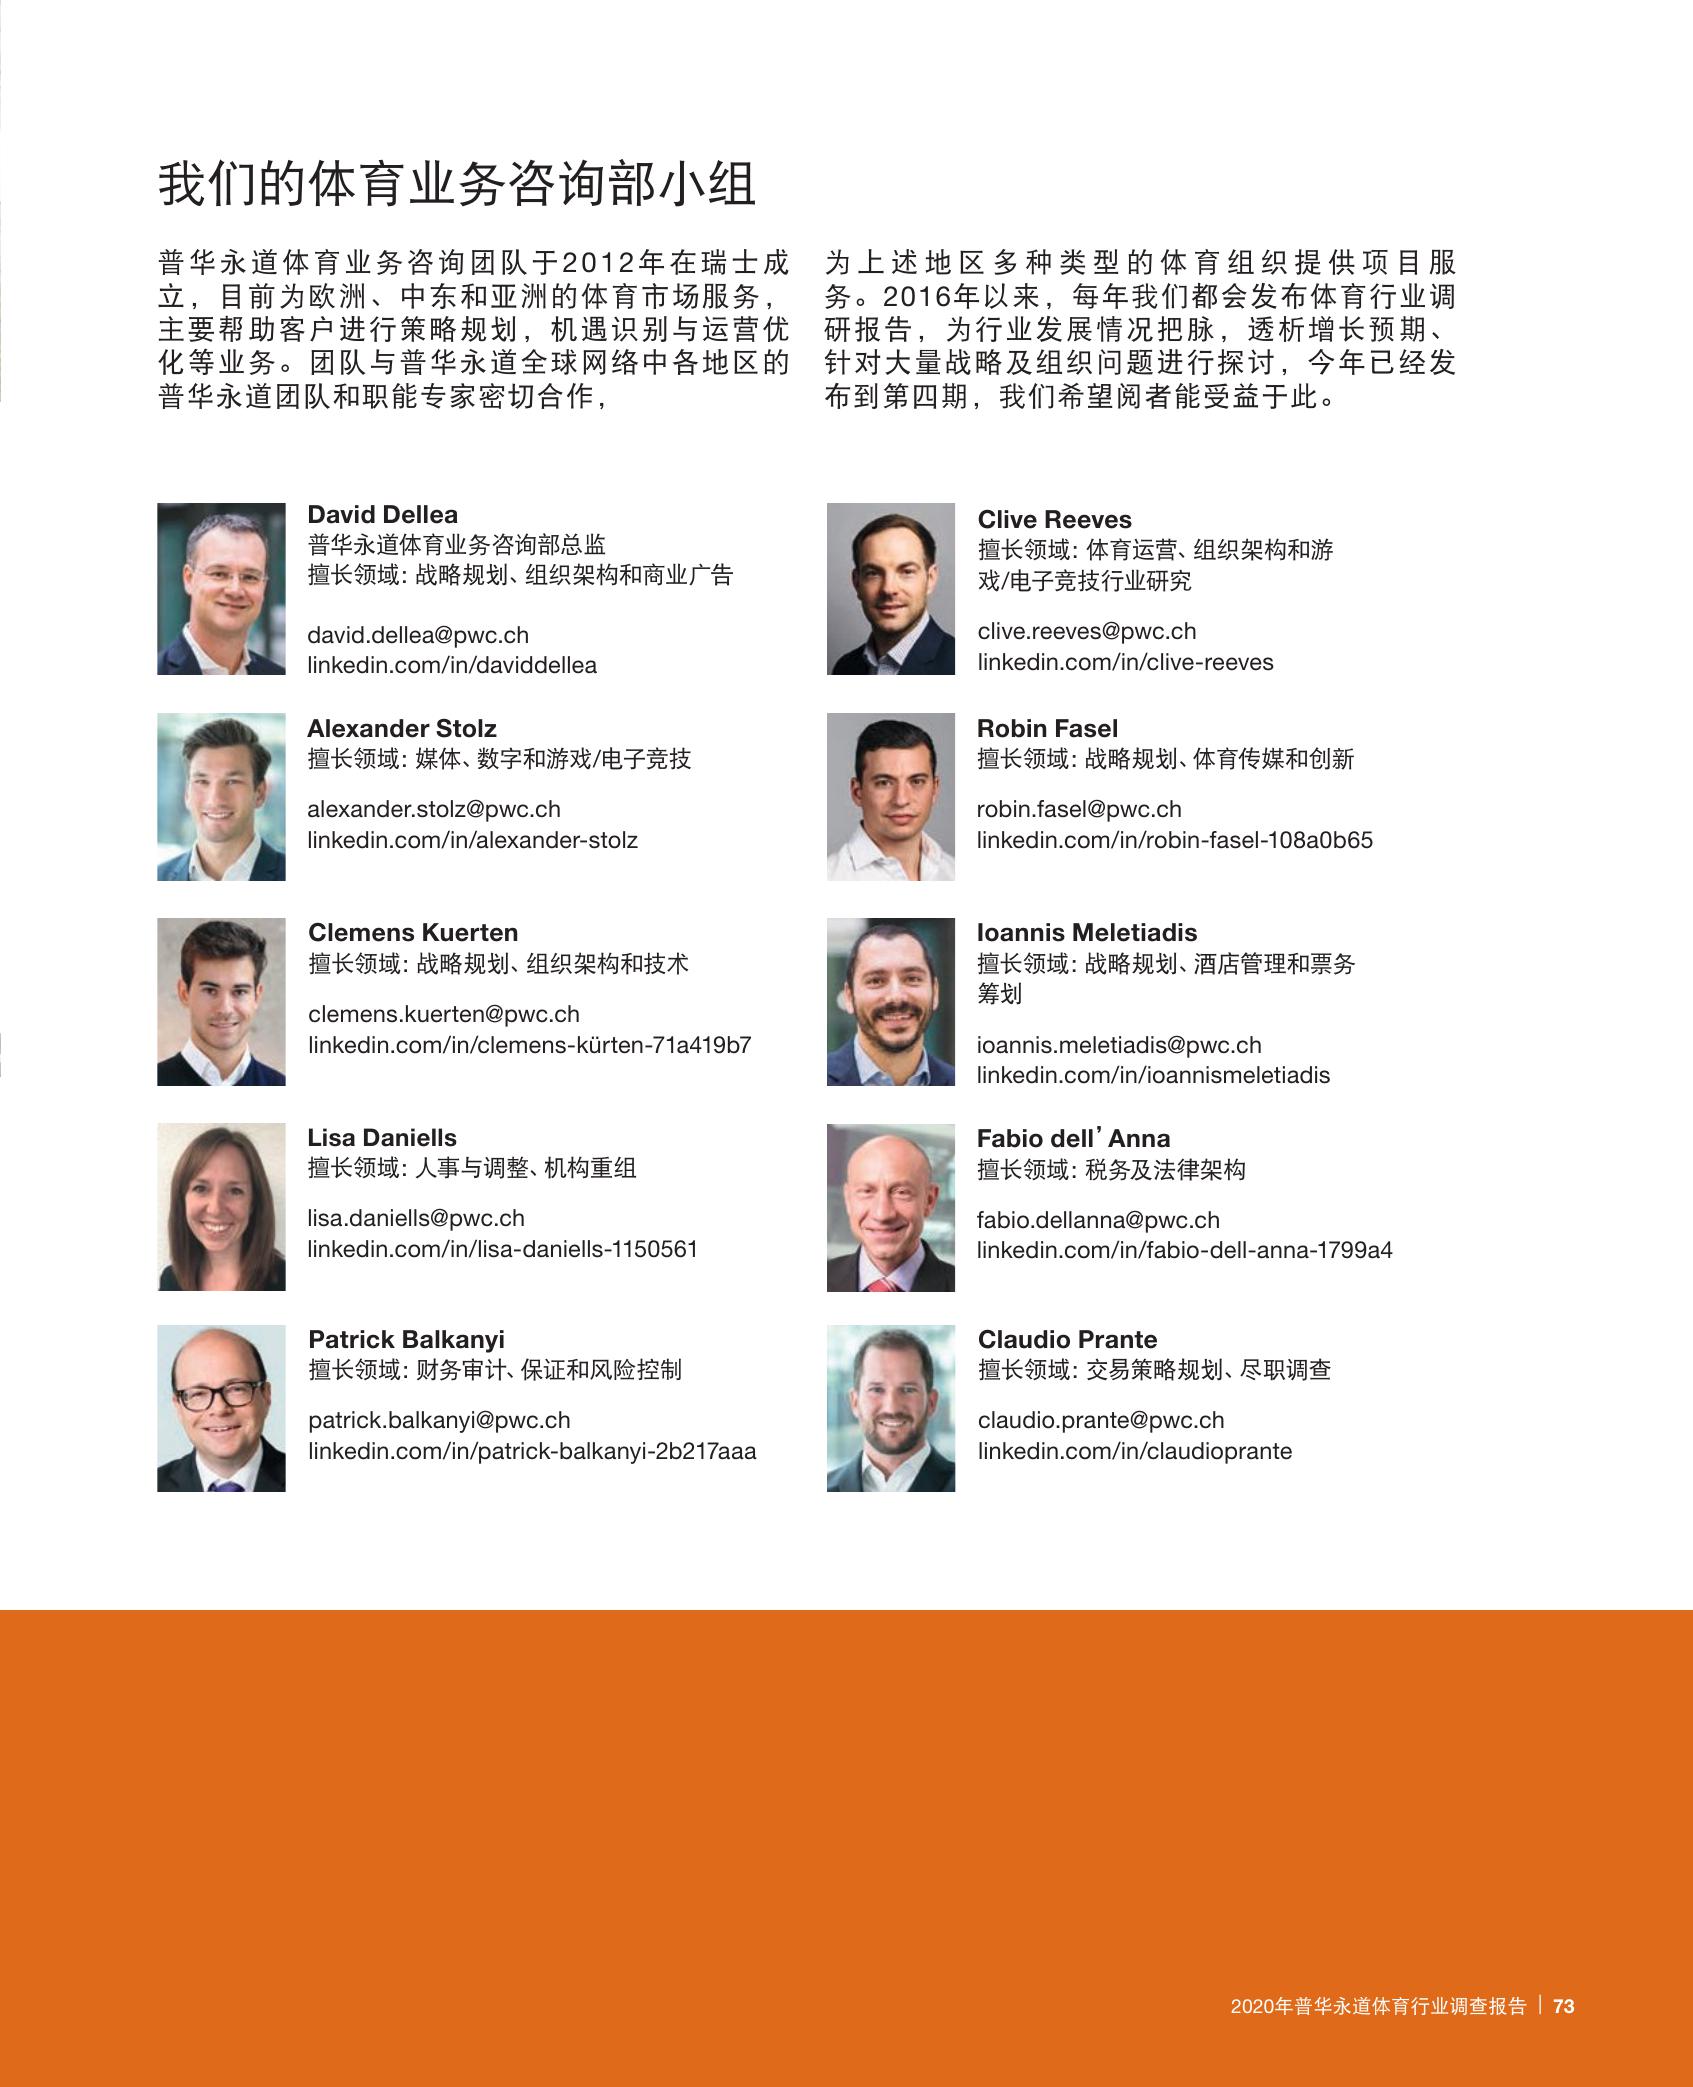 我们的体育业务咨询部小组
普华永道体育业务咨询团队于2012年在瑞士成
立，目前为欧洲、中东和亚洲的体育市场服务，
主要帮助客户进行策略规划，机遇识别与运营优
化等业务。团队与普华永道全球网络中各地区的
普华永道团队和职能专家密切合作，
为上述地区多种类型的体育组织提供项目服
务。2016年以来，每年我们都会发布体育行业调
研报告，为行业发展情况把脉，透析增长预期、
针对大量战略及组织问题进行探讨，今年已经发
布到第四期，我们希望阅者能受益于此。
David Dellea
普华永道体育业务咨询部总监
擅长领域：战略规划、组织架构和商业广告
david.dellea@pwc.ch
linkedin.com/in/daviddellea
Clive Reeves
擅长领域：体育运营、组织架构和游
戏/电子竞技行业研究
clive.reeves@pwc.ch
linkedin.com/in/clive-reeves
Alexander Stolz
擅长领域：媒体、数字和游戏/电子竞技
alexander.stolz@pwc.ch
linkedin.com/in/alexander-stolz
Robin Fasel
擅长领域：战略规划、体育传媒和创新
robin.fasel@pwc.ch
linkedin.com/in/robin-fasel-108a0b65
Clemens Kuerten
擅长领域：战略规划、组织架构和技术
clemens.kuerten@pwc.ch
linkedin.com/in/clemens-kürten-71a419b7
Ioannis Meletiadis
擅长领域：战略规划、酒店管理和票务
筹划
ioannis.meletiadis@pwc.ch
linkedin.com/in/ioannismeletiadis
Lisa Daniells
擅长领域：人事与调整、机构重组
lisa.daniells@pwc.ch
linkedin.com/in/lisa-daniells-1150561
Fabio dell’Anna
擅长领域：税务及法律架构
fabio.dellanna@pwc.ch
linkedin.com/in/fabio-dell-anna-1799a4
Patrick Balkanyi
擅长领域：财务审计、保证和风险控制
patrick.balkanyi@pwc.ch
linkedin.com/in/patrick-balkanyi-2b217aaa
Claudio Prante
擅长领域：交易策略规划、尽职调查
claudio.prante@pwc.ch
linkedin.com/in/claudioprante
2020年普华永道体育行业调查报告 | 73